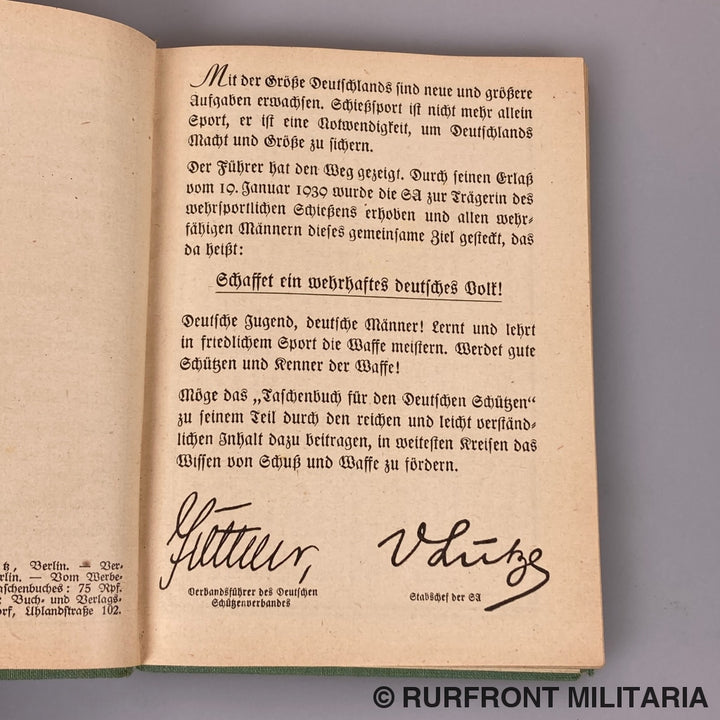 tz, Berlin. — Ver-
rlin. — Vom Werbe-
aschenbuches: 75 Rpf.
: Buch- und Verlags-
orf, Uhlandstraße 102.
Mit der Größe Deutschlands sind neue und größere
Aufgaben erwachsen. Schießsport ist nicht mehr allein
Sport, er ist eine Notwendigkeit, um Deutschlands
Macht und Größe zu sichern.
Der Führer hat den Weg gezeigt. Durch seinen Erlaß
vom 19. Januar 1939 wurde die SA zur Trägerin des
wehrsportlichen Schießens erhoben und allen wehr-
fähigen Männern dieses gemeinsame Ziel gesteckt, das
da heißt:
Schaffet ein wehrhaftes deutsches Volk!
Deutsche Jugend, deutsche Männer! Lernt und lehrt
in friedlichem Sport die Waffe meistern. Werdet gute
Schützen und Kenner der Waffe!
Möge das „Taschenbuch für den Deutschen Schützen“
zu seinem Teil durch den reichen und leicht verständ-
lichen Inhalt dazu beitragen, in weitesten Kreisen das
Wissen von Schuß und Waffe zu fördern.
V Lutze
Verbandsführer des Deutschen
Schützenverbandes
Stabschef der SA
© RURFRONT MILITARIA